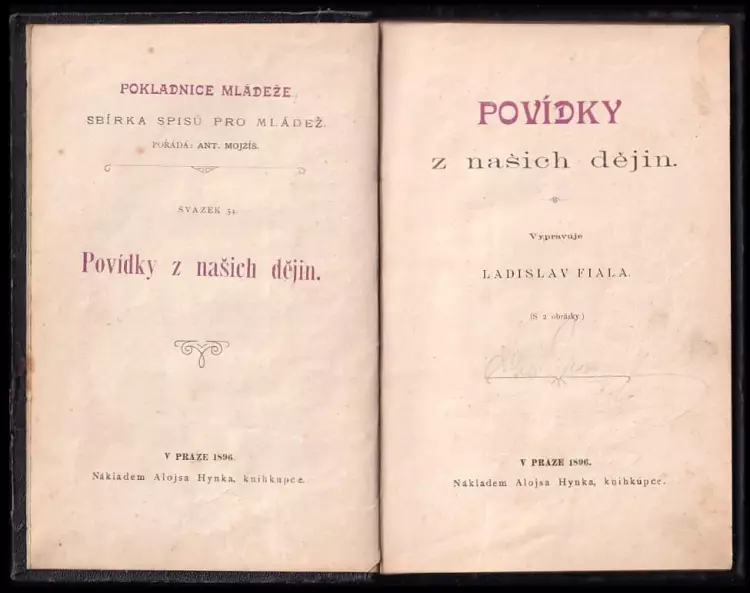 POKLADNICE MLÁDEŽE.
SBÍRKA SPISŮ PRO MLÁDEŽ.
POŘÁDÁ: ANT. MOJŽÍŠ.
SVAZEK 54.
Povídky z našich dějin.
V PRAZE 1896.
Nákladem Alojsa Hynka, knihkupce.
POVÍDKY
z našich dějin.
Vypravuje
LADISLAV FIALA.
(S 2 obrázky.)
V PRAZE 1896.
Nákladem Alojsa Hynka, knihkupce.